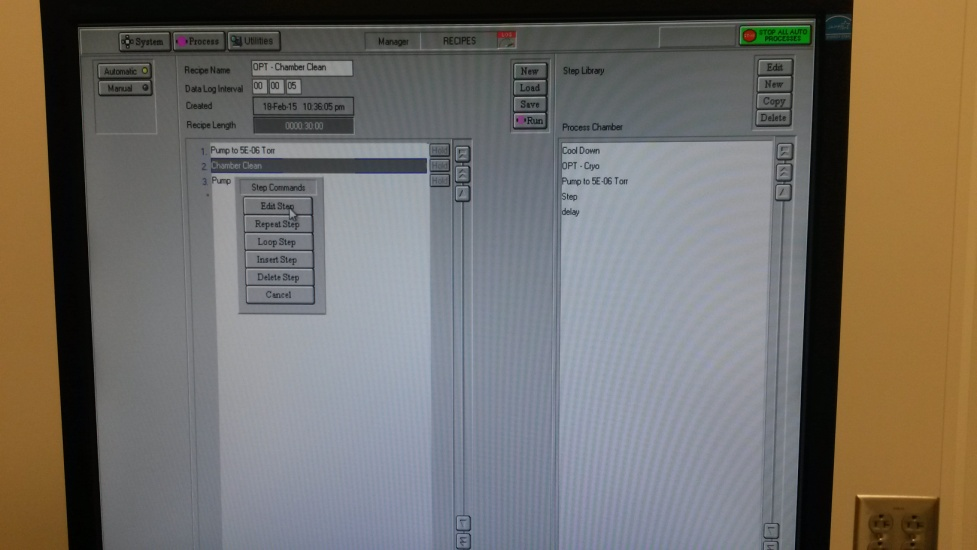 System Process Utilities Manager RECIPES STOP ALL AUTO PROCESSES
Automatic
Manual
Recipe Name OPT - Chamber Clean
Data Log Interval 00 00 05
Created 18-Feb-15 10:36:05 pm
Recipe Length 0000:30:00
New
Load
Save
Run
Step Library
Process Chamber
Edit
New
Copy
Delete
1. Pump to 5E-06 Torr Hold
2. Chamber Clean Hold
3. Pump Hold
Step Commands
Edit Step
Repeat Step
Loop Step
Insert Step
Delete Step
Cancel
Cool Down
OPT - Cryo
Pump to 5E-06 Torr
Step
delay